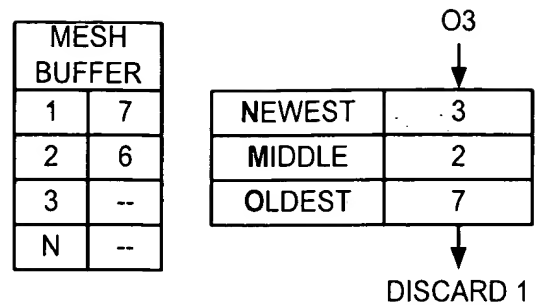 MESH
BUFFER
1 7
2 6
3 --
N --
O3
NEWEST 3
MIDDLE 2
OLDEST 7
DISCARD 1